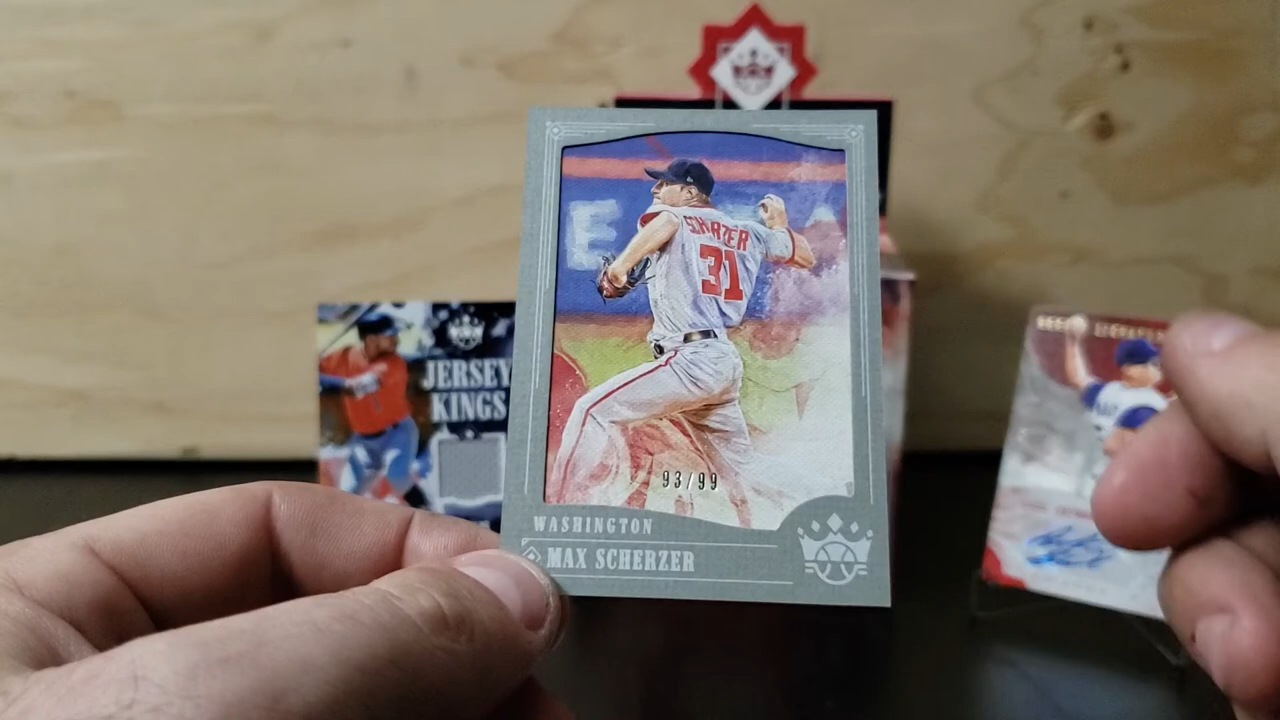 SCHERZER
31
93/99
WASHINGTON
MAX SCHERZER
JERSEY
KINGS
E